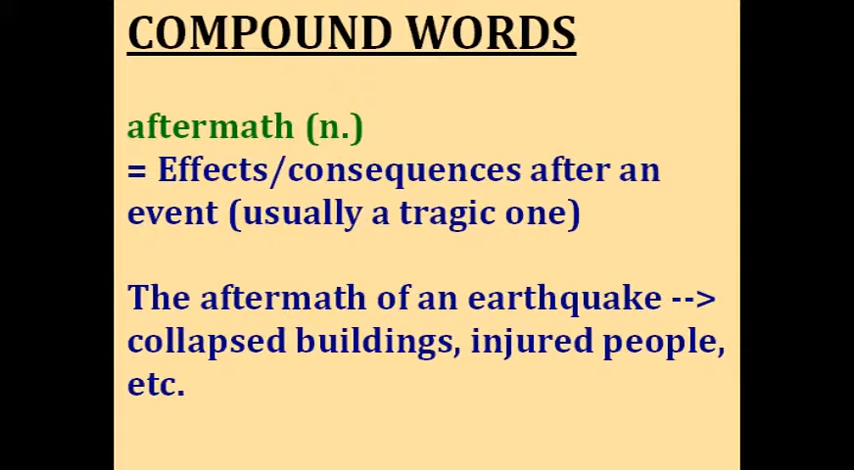 COMPOUND WORDS
aftermath (n.)
= Effects/consequences after an
event (usually a tragic one)
The aftermath of an earthquake -->
collapsed buildings, injured people,
etc.